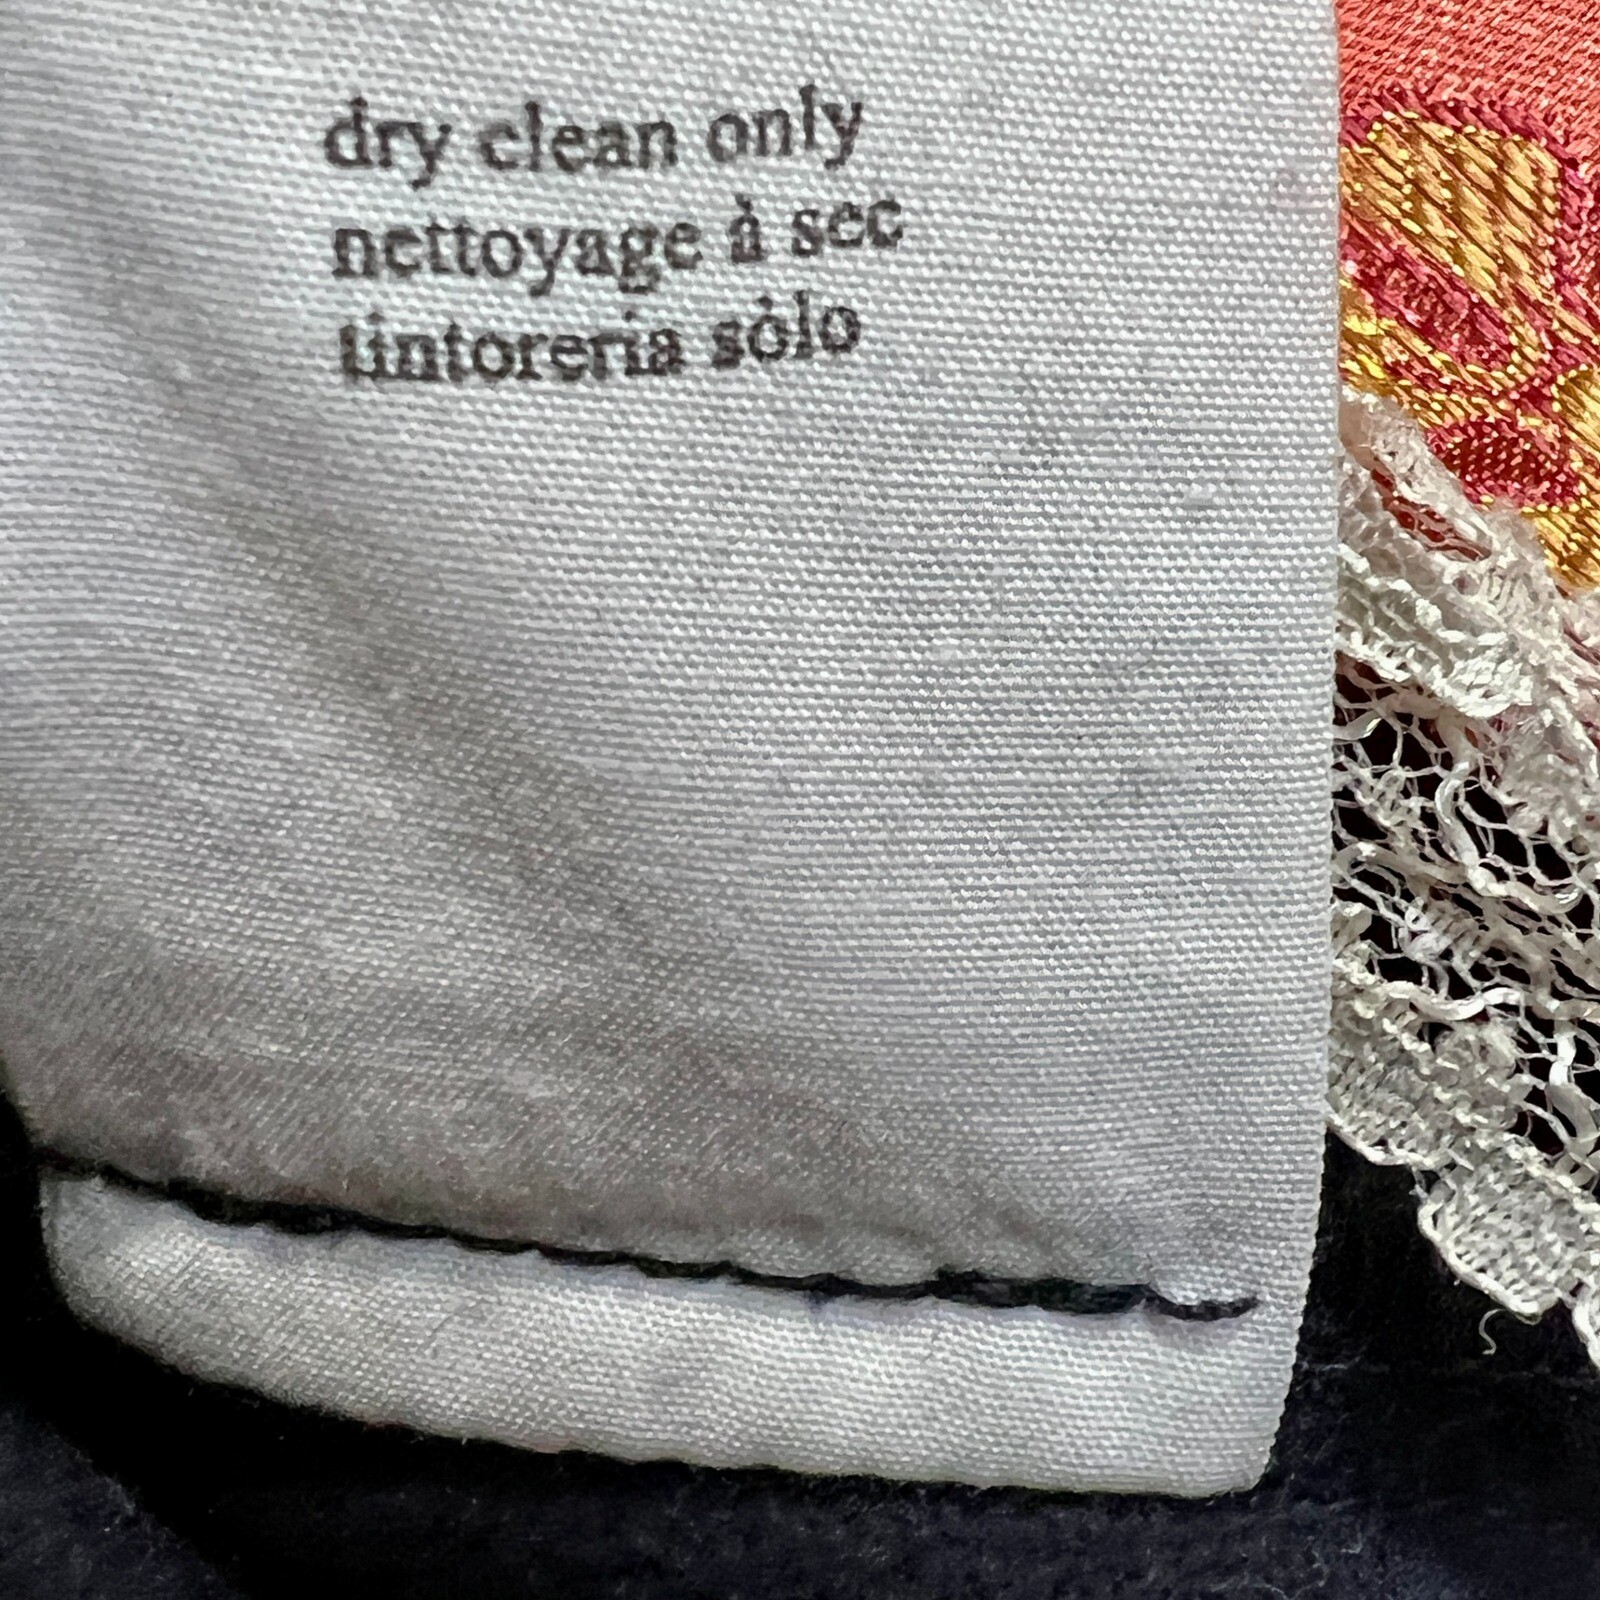 dry clean only
nettoyage à sec
tintoreria sòlo